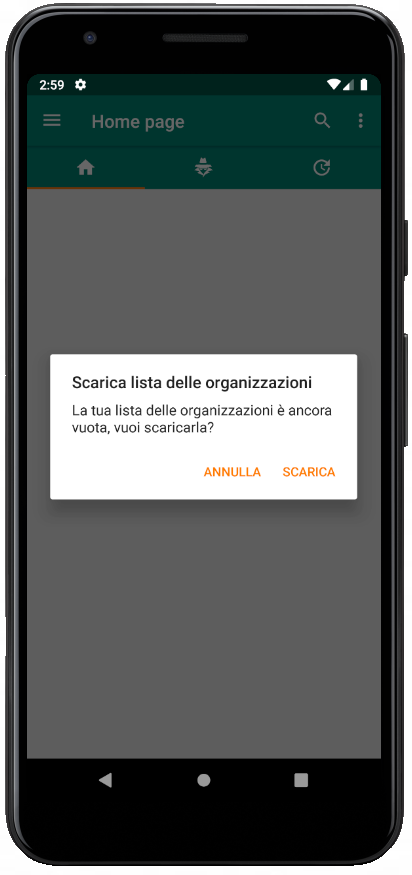 2:59
Home page
Scarica lista delle organizzazioni
La tua lista delle organizzazioni è ancora
vuota, vuoi scaricarla?
ANNULLA SCARICA